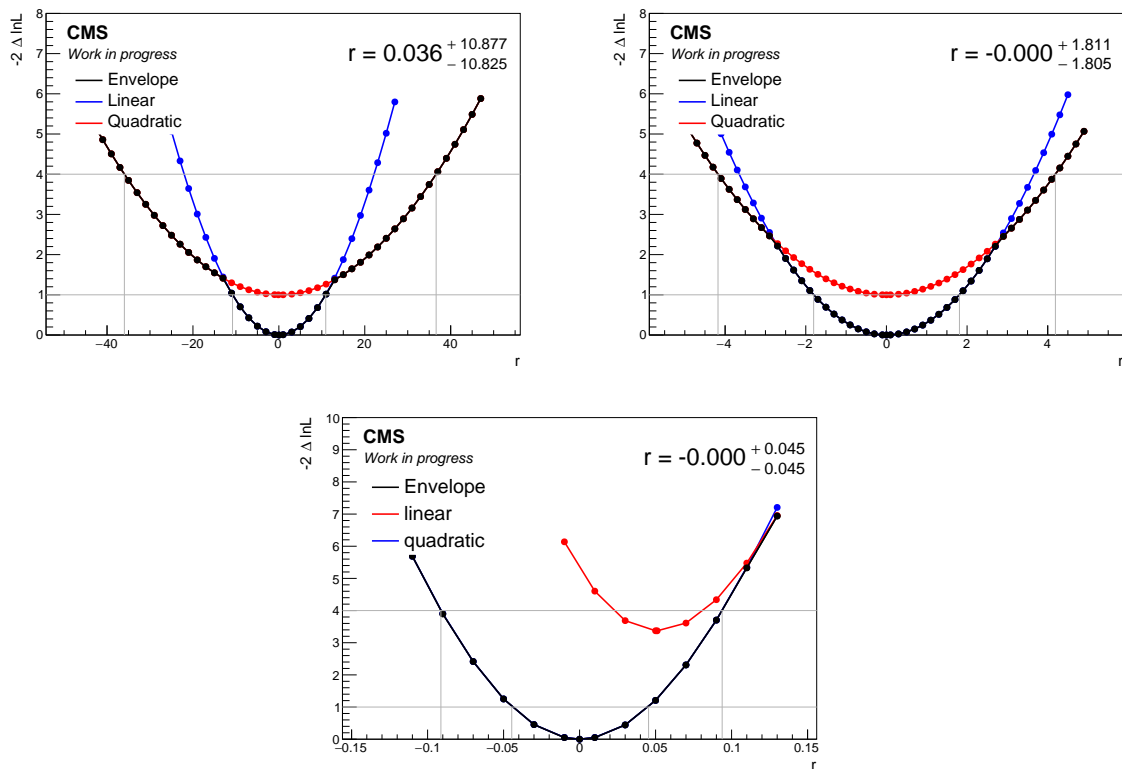 CMS
Work in progress
r = 0.036 + 10.877 − 10.825
Envelope
Linear
Quadratic
-2 Δ lnL
8
7
6
5
4
3
2
1
0
−40 −20 0 20 40
r
CMS
Work in progress
r = -0.000 + 1.811 − 1.805
Envelope
Linear
Quadratic
-2 Δ lnL
8
7
6
5
4
3
2
1
0
−4 −2 0 2 4
r
CMS
Work in progress
r = -0.000 + 0.045 − 0.045
Envelope
linear
quadratic
-2 Δ lnL
10
9
8
7
6
5
4
3
2
1
0
−0.15 −0.1 −0.05 0 0.05 0.1 0.15
r